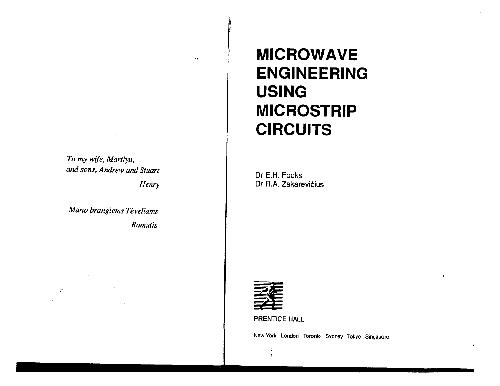 To my wife, Marilyn,
and sons, Andrew and Stuart
Henry
Mano brangiems Tėveliams
Romulis
MICROWAVE
ENGINEERING
USING
MICROSTRIP
CIRCUITS
Dr E.H. Fooks
Dr R.A. Zakarevičius
PRENTICE HALL
New York London Toronto Sydney Tokyo Singapore